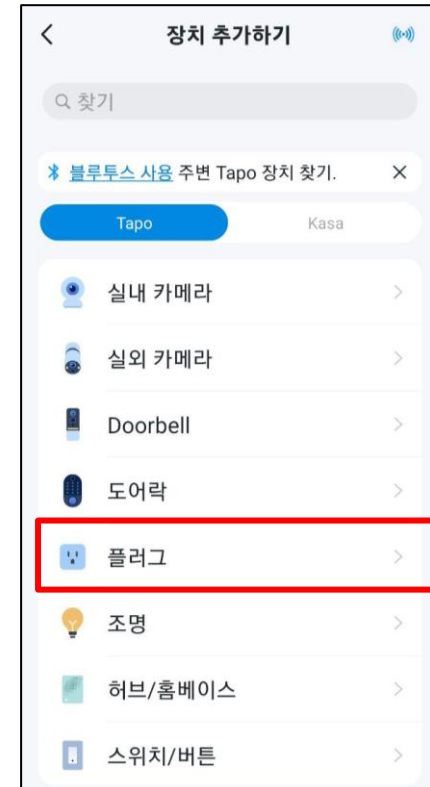 장치 추가하기
찾기
블루투스 사용 주변 Tapo 장치 찾기.
Tapo Kasa
실내 카메라
실외 카메라
Doorbell
도어락
플러그
조명
허브/홈베이스
스위치/버튼